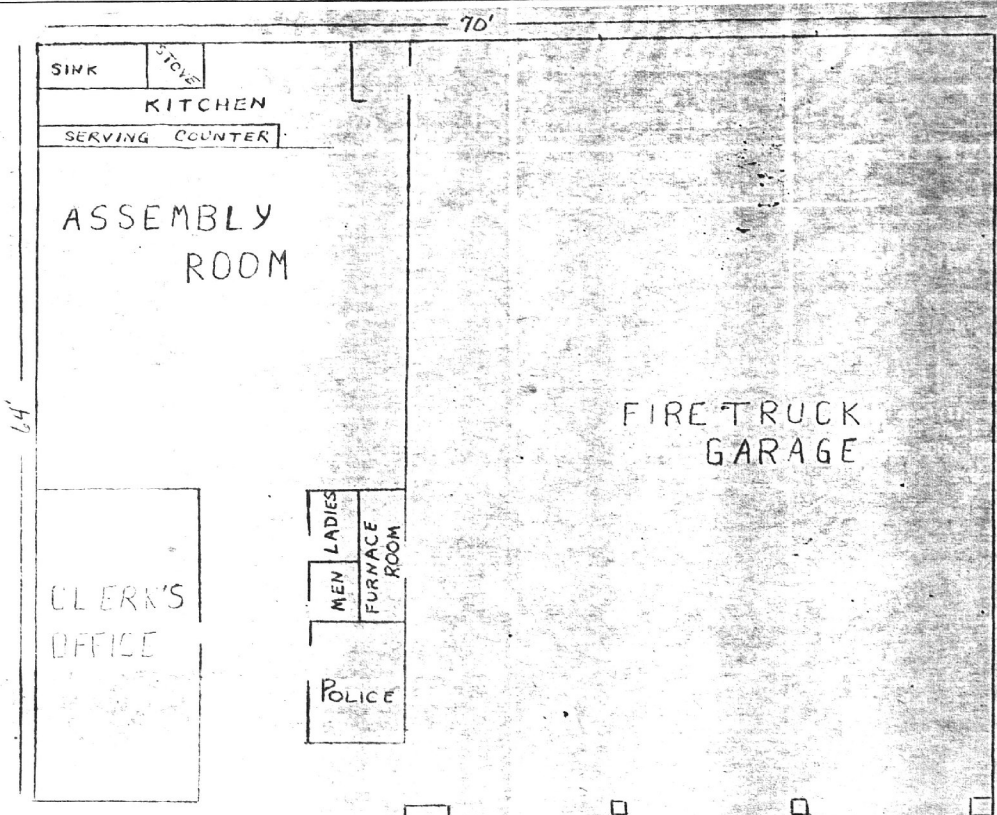 70'
SINK
STOVE
KITCHEN
SERVING COUNTER
ASSEMBLY
ROOM
64'
FIRE TRUCK
GARAGE
LADIES
MEN
FURNACE
ROOM
CLERK'S
OFFICE
POLICE